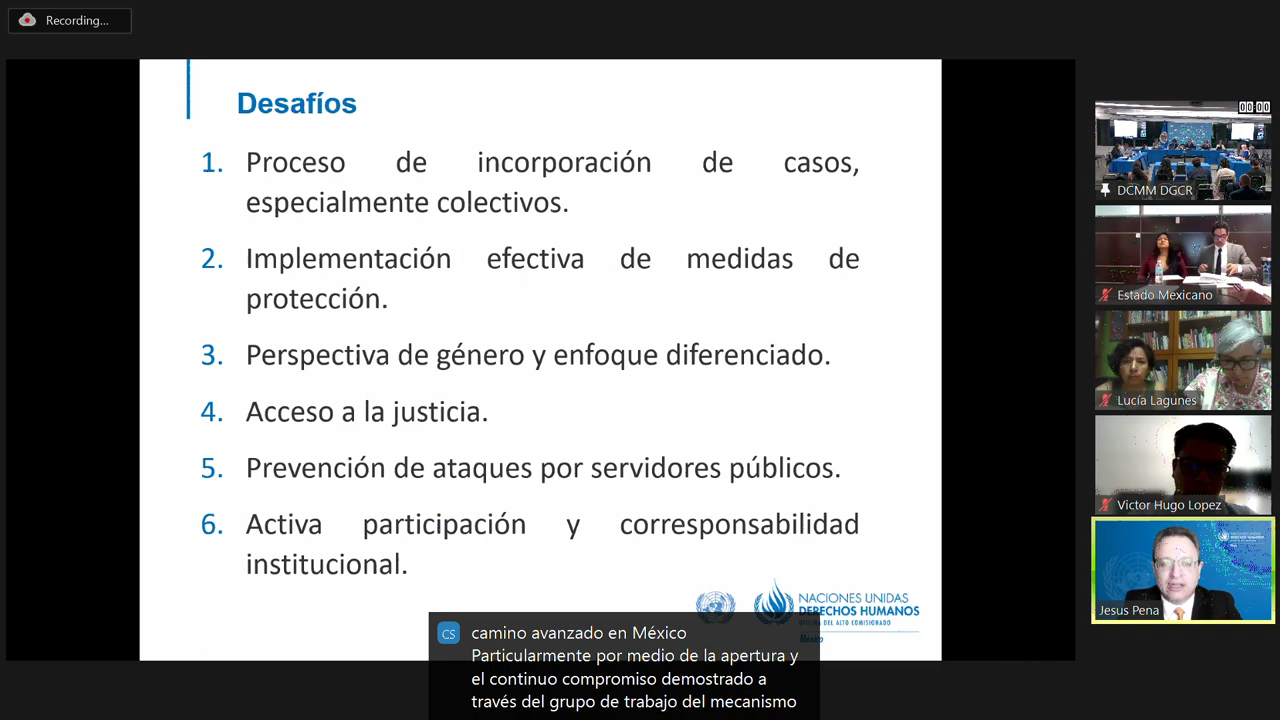 Recording...
Desafíos
1. Proceso de incorporación de casos,
especialmente colectivos.
2. Implementación efectiva de medidas de
protección.
3. Perspectiva de género y enfoque diferenciado.
4. Acceso a la justicia.
5. Prevención de ataques por servidores públicos.
6. Activa participación y corresponsabilidad
institucional.
NACIONES UNIDAS
DERECHOS HUMANOS
OFICINA DEL ALTO COMISIONADO
México
CS
camino avanzado en México
Particularmente por medio de la apertura y
el continuo compromiso demostrado a
través del grupo de trabajo del mecanismo
00:00
DCMM DGCR
Estado Mexicano
Lucía Lagunes
Victor Hugo Lopez
Jesus Pena